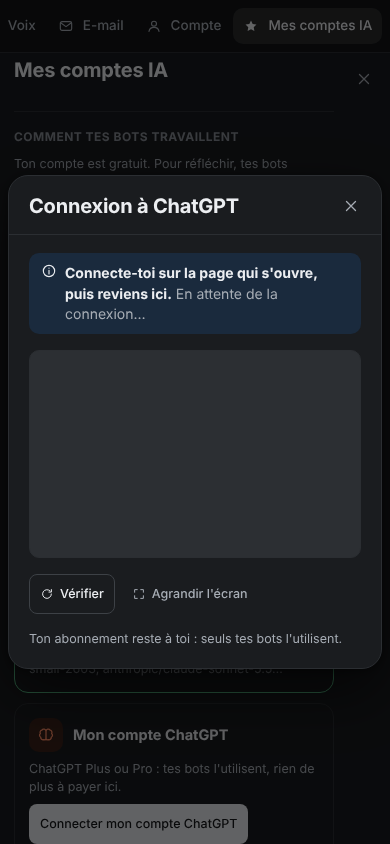 Voix
E-mail
Compte
Mes comptes IA
Mes comptes IA
COMMENT TES BOTS TRAVAILLENT
Ton compte est gratuit. Pour réfléchir, tes bots
Connexion à ChatGPT
Connecte-toi sur la page qui s'ouvre,
puis reviens ici. En attente de la
connexion...
Vérifier
Agrandir l'écran
Ton abonnement reste à toi : seuls tes bots l'utilisent.
Mon compte ChatGPT
ChatGPT Plus ou Pro : tes bots l'utilisent, rien de
plus à payer ici.
Connecter mon compte ChatGPT